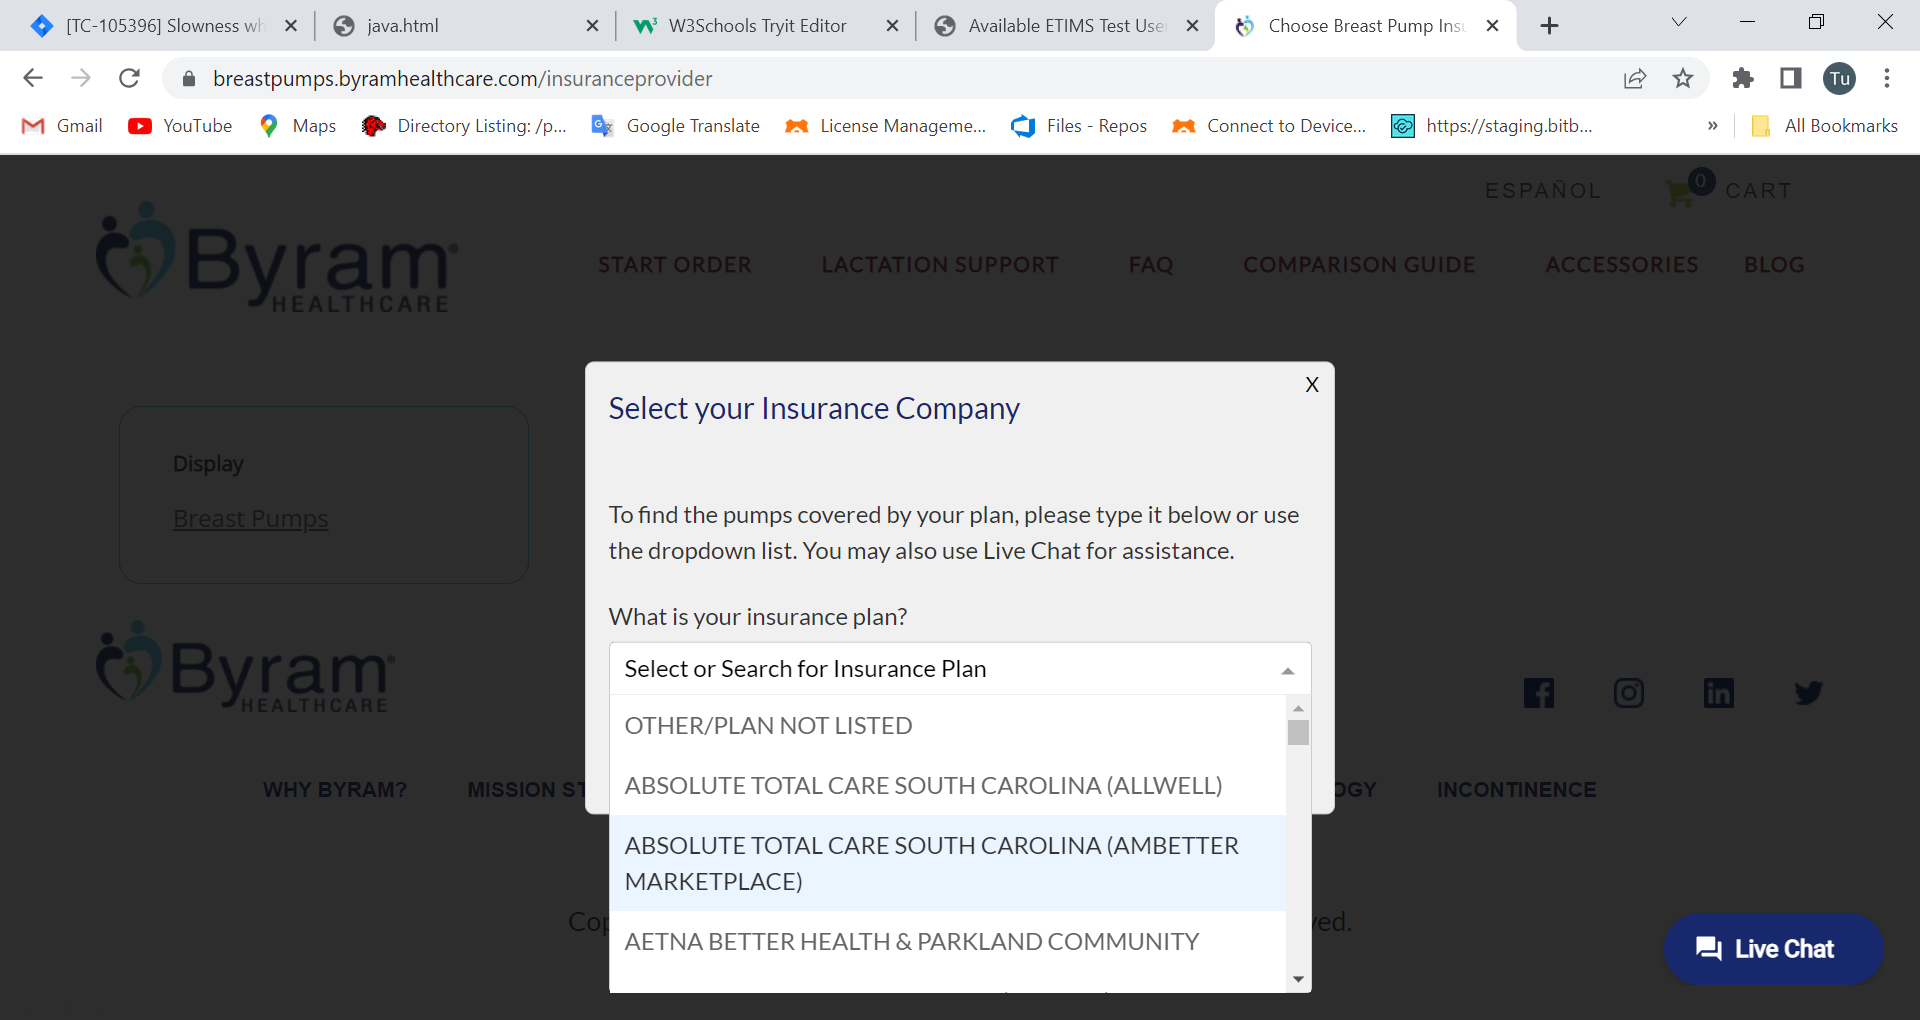 [TC-105396] Slowness wh
java.html
W3Schools Tryit Editor
Available ETIMS Test Use
Choose Breast Pump Insu
breastpumps.byramhealthcare.com/insuranceprovider
Tu
Gmail
YouTube
Maps
Directory Listing: /p...
Google Translate
License Manageme...
Files - Repos
Connect to Device...
https://staging.bitb...
»
All Bookmarks
ESPAÑOL
0
CART
Byram
HEALTHCARE
START ORDER
LACTATION SUPPORT
FAQ
COMPARISON GUIDE
ACCESSORIES
BLOG
X
Select your Insurance Company
Display
Breast Pumps
To find the pumps covered by your plan, please type it below or use
the dropdown list. You may also use Live Chat for assistance.
What is your insurance plan?
Select or Search for Insurance Plan
OTHER/PLAN NOT LISTED
ABSOLUTE TOTAL CARE SOUTH CAROLINA (ALLWELL)
ABSOLUTE TOTAL CARE SOUTH CAROLINA (AMBETTER
MARKETPLACE)
AETNA BETTER HEALTH & PARKLAND COMMUNITY
Byram
HEALTHCARE
WHY BYRAM?
MISSION ST
OGY
INCONTINENCE
Cop
ved.
Live Chat